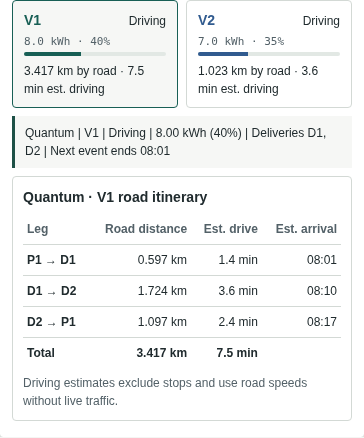 V1 Driving
8.0 kWh · 40%
3.417 km by road · 7.5
min est. driving
V2 Driving
7.0 kWh · 35%
1.023 km by road · 3.6
min est. driving
Quantum | V1 | Driving | 8.00 kWh (40%) | Deliveries D1,
D2 | Next event ends 08:01
Quantum · V1 road itinerary
Leg Road distance Est. drive Est. arrival
P1 → D1 0.597 km 1.4 min 08:01
D1 → D2 1.724 km 3.6 min 08:10
D2 → P1 1.097 km 2.4 min 08:17
Total 3.417 km 7.5 min
Driving estimates exclude stops and use road speeds
without live traffic.